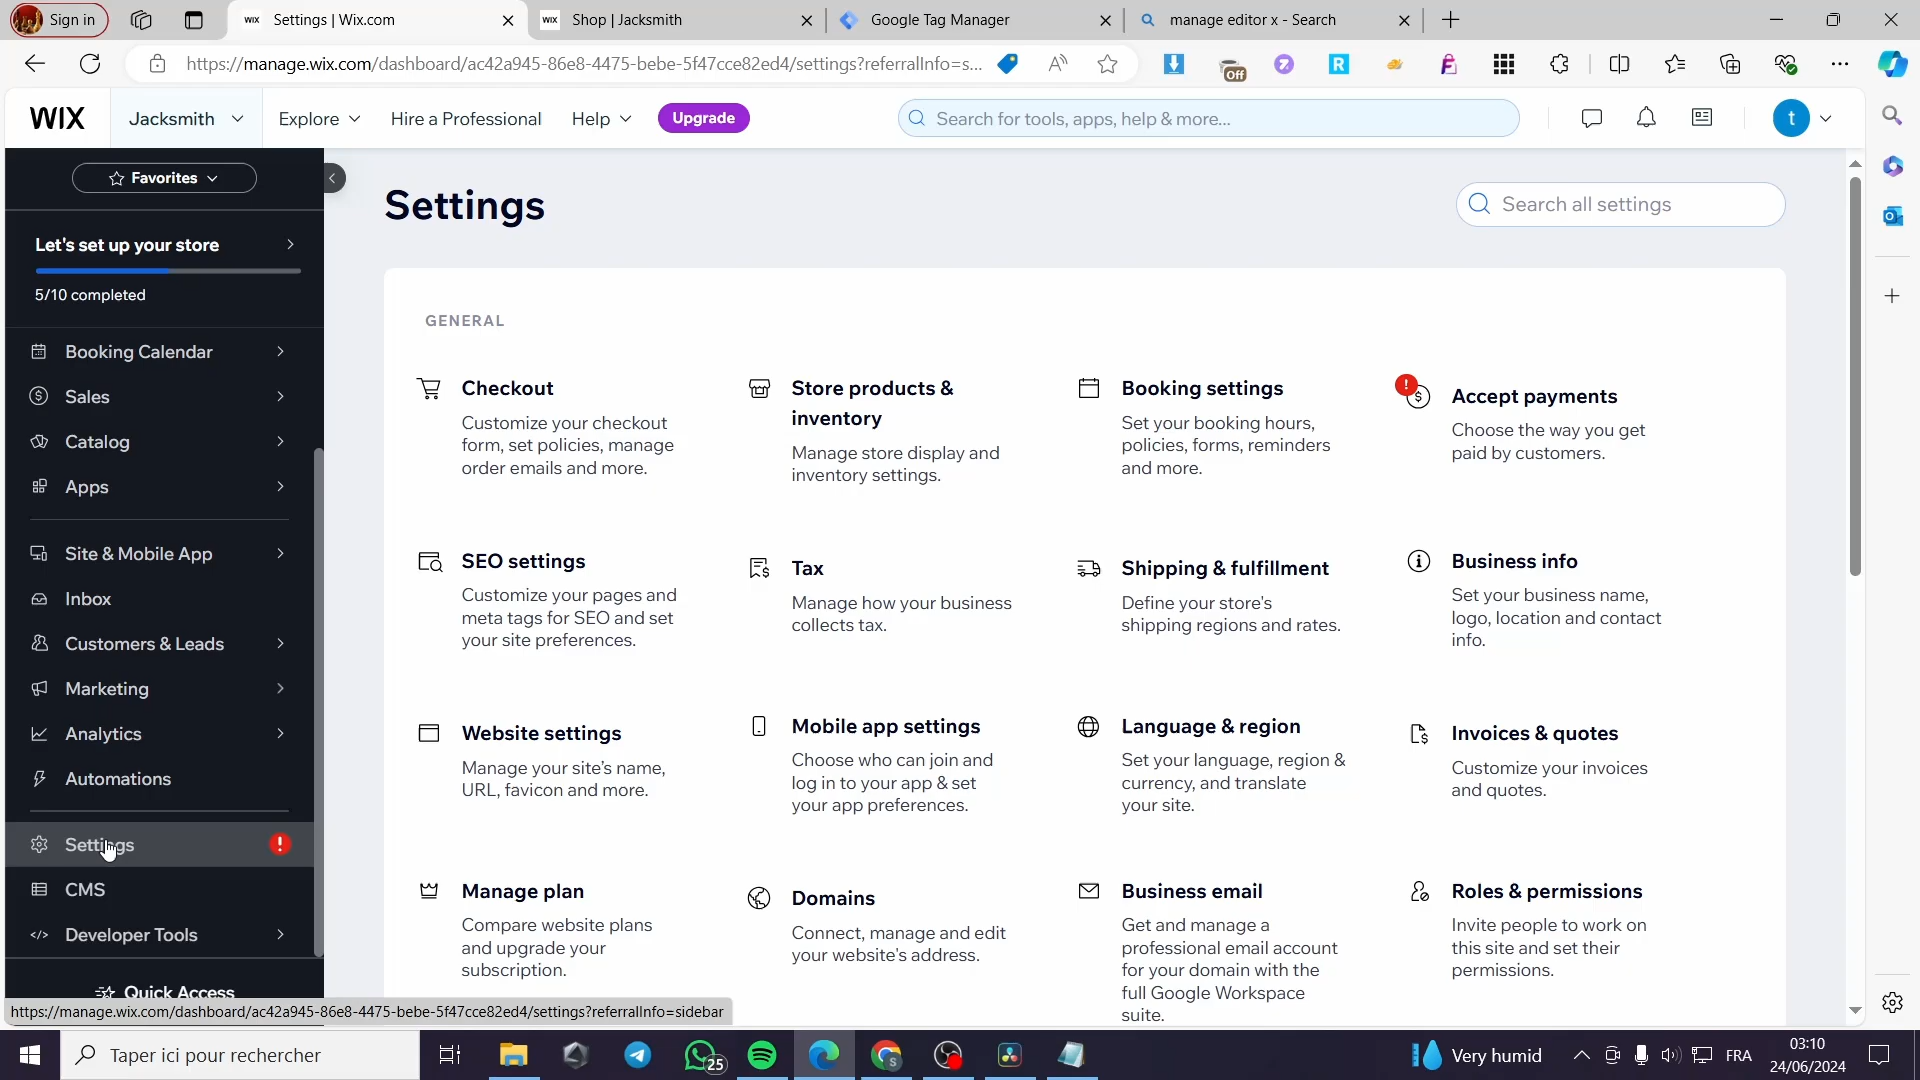 Sign in
Settings | Wix.com
Shop | Jacksmith
Google Tag Manager
manage editor x - Search
https://manage.wix.com/dashboard/ac42a945-86e8-4475-bebe-5f47cce82ed4/settings?referralInfo=s...
Off
WIX
Jacksmith
Explore
Hire a Professional
Help
Upgrade
Search for tools, apps, help & more...
t
Favorites
Let's set up your store
5/10 completed
Booking Calendar
Sales
Catalog
Apps
Site & Mobile App
Inbox
Customers & Leads
Marketing
Analytics
Automations
Settings
CMS
Developer Tools
Quick Access
Settings
Search all settings
GENERAL
Checkout
Customize your checkout
form, set policies, manage
order emails and more.
Store products &
inventory
Manage store display and
inventory settings.
Booking settings
Set your booking hours,
policies, forms, reminders
and more.
Accept payments
Choose the way you get
paid by customers.
SEO settings
Customize your pages and
meta tags for SEO and set
your site preferences.
Tax
Manage how your business
collects tax.
Shipping & fulfillment
Define your store's
shipping regions and rates.
Business info
Set your business name,
logo, location and contact
info.
Website settings
Manage your site's name,
URL, favicon and more.
Mobile app settings
Choose who can join and
log in to your app & set
your app preferences.
Language & region
Set your language, region &
currency, and translate
your site.
Invoices & quotes
Customize your invoices
and quotes.
Manage plan
Compare website plans
and upgrade your
subscription.
Domains
Connect, manage and edit
your website's address.
Business email
Get and manage a
professional email account
for your domain with the
full Google Workspace
suite.
Roles & permissions
Invite people to work on
this site and set their
permissions.
https://manage.wix.com/dashboard/ac42a945-86e8-4475-bebe-5f47cce82ed4/settings?referralInfo=sidebar
Taper ici pour rechercher
25
Very humid
FRA
03:10
24/06/2024